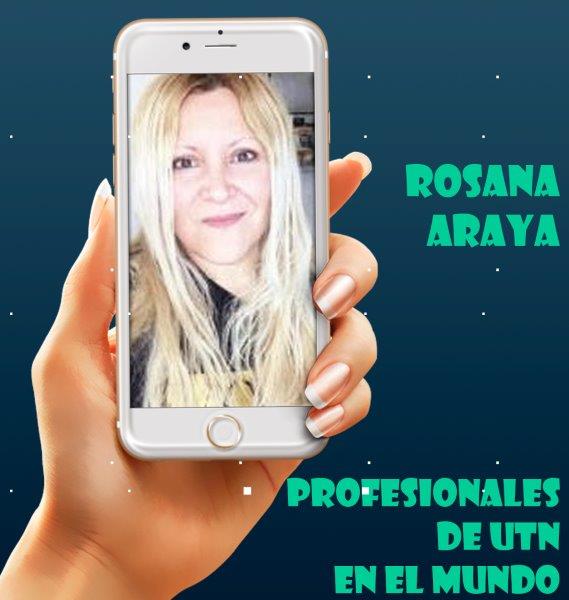 ROSANA
ARAYA
PROFESIONALES
DE UTN
EN EL MUNDO